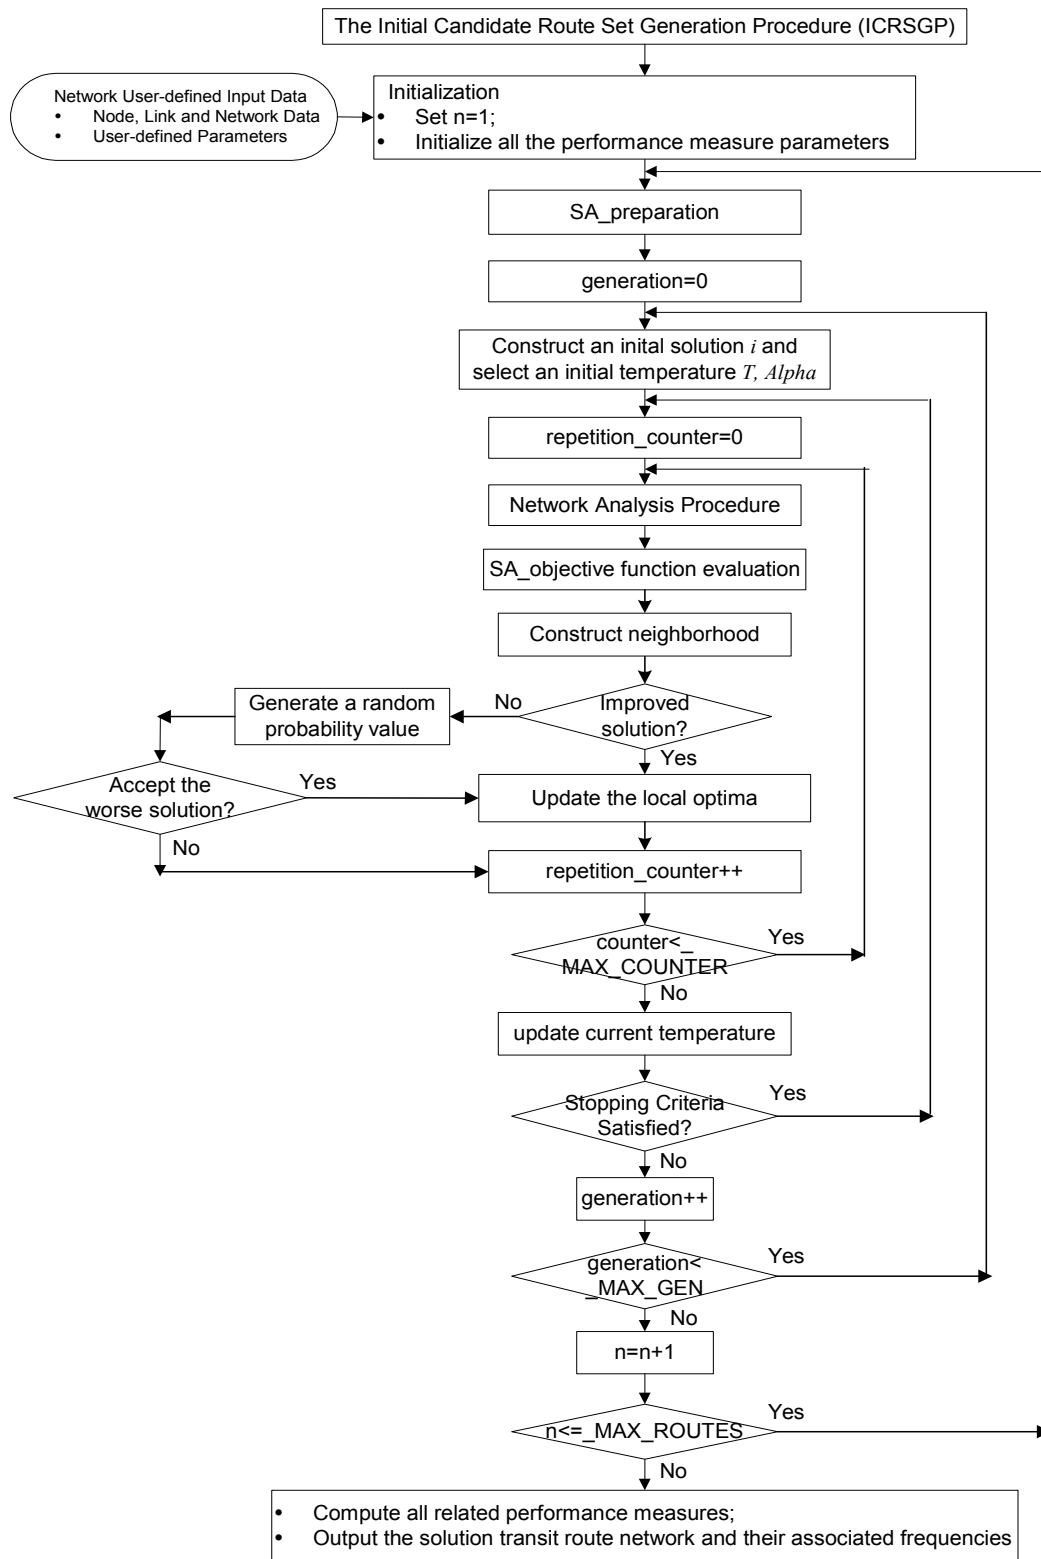 The Initial Candidate Route Set Generation Procedure (ICRSGP)
Network User-defined Input Data
• Node, Link and Network Data
• User-defined Parameters
Initialization
• Set n=1;
• Initialize all the performance measure parameters
SA_preparation
generation=0
Construct an inital solution i and
select an initial temperature T, Alpha
repetition_counter=0
Network Analysis Procedure
SA_objective function evaluation
Construct neighborhood
Improved
solution?
No
Yes
Generate a random
probability value
Accept the
worse solution?
Yes
No
Update the local optima
repetition_counter++
counter<_
MAX_COUNTER
Yes
No
update current temperature
Stopping Criteria
Satisfied?
Yes
No
generation++
generation<
_MAX_GEN
Yes
No
n=n+1
n<=_MAX_ROUTES
Yes
No
• Compute all related performance measures;
• Output the solution transit route network and their associated frequencies